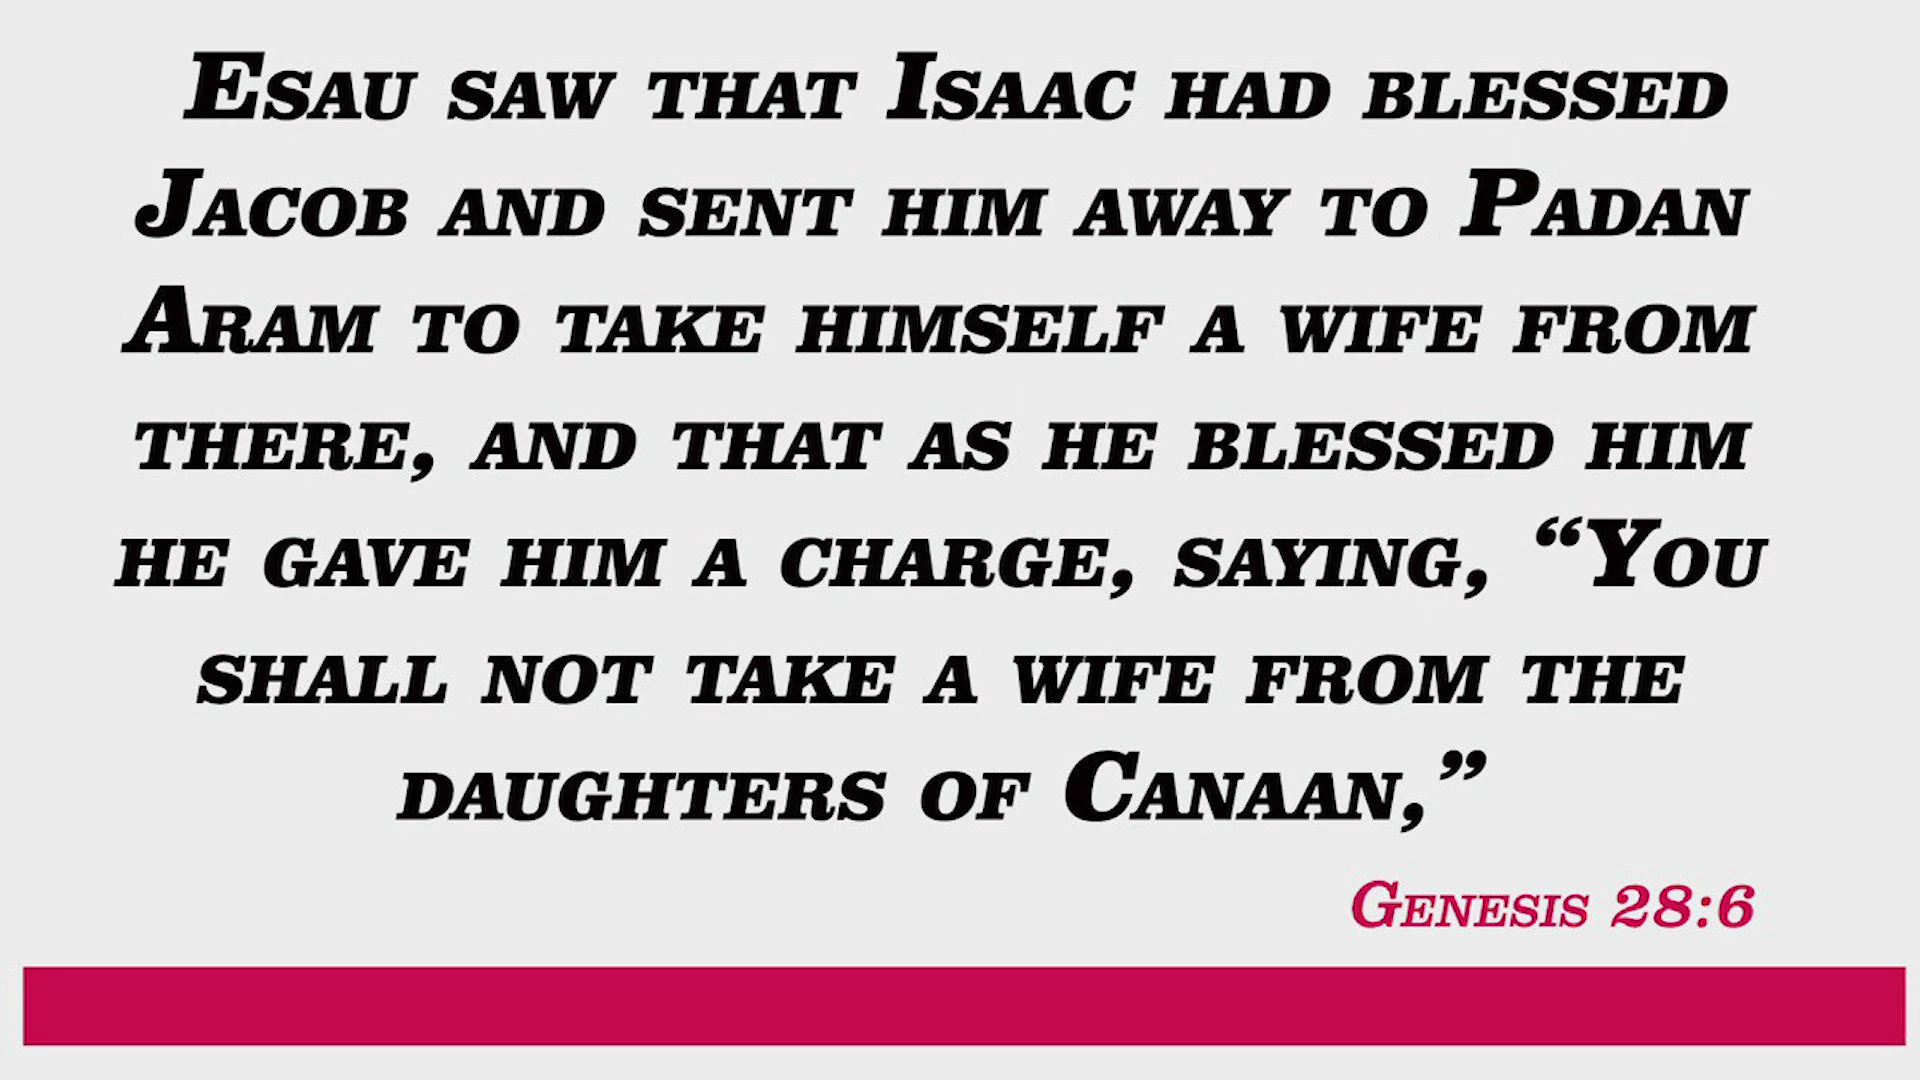 Esau saw that Isaac had blessed
Jacob and sent him away to Padan
Aram to take himself a wife from
there, and that as he blessed him
he gave him a charge, saying, “You
shall not take a wife from the
daughters of Canaan,”
Genesis 28:6